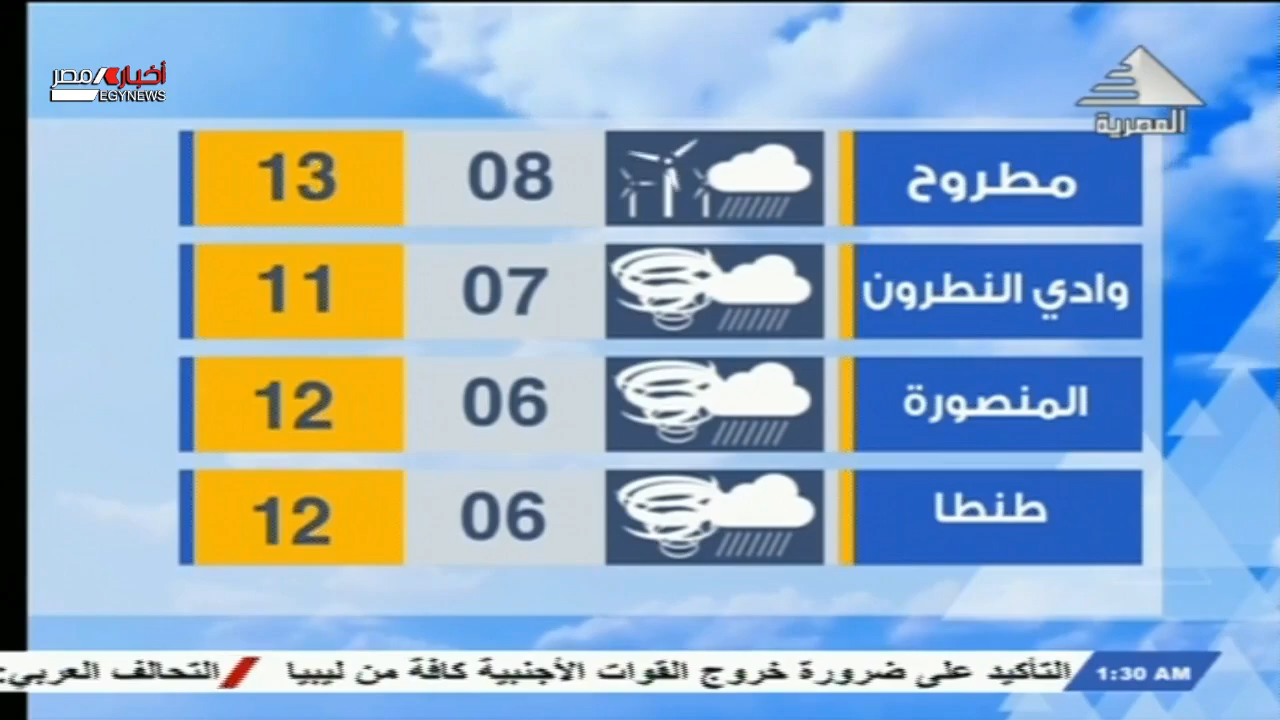 أخبار مصر
EGYNEWS
المصرية
مطروح 08 13
وادي النطرون 07 11
المنصورة 06 12
طنطا 06 12
1:30 AM التأكيد على ضرورة خروج القوات الأجنبية كافة من ليبيا التحالف العربي: